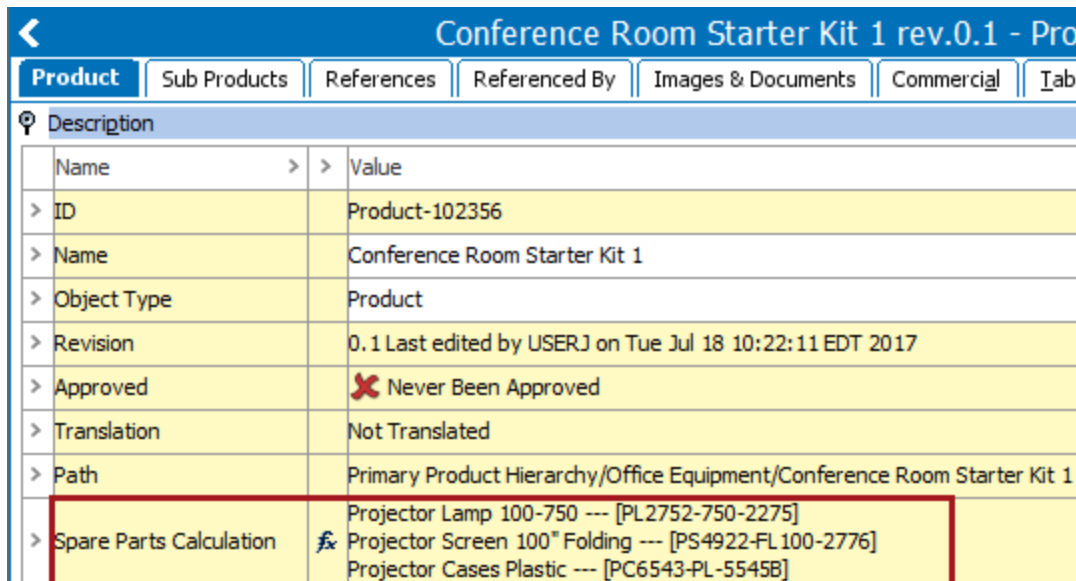 Conference Room Starter Kit 1 rev.0.1 - Pro
Product Sub Products References Referenced By Images & Documents Commercial Tab
Description
Name > > Value
> ID Product-102356
> Name Conference Room Starter Kit 1
> Object Type Product
> Revision 0.1 Last edited by USERJ on Tue Jul 18 10:22:11 EDT 2017
> Approved Never Been Approved
> Translation Not Translated
> Path Primary Product Hierarchy/Office Equipment/Conference Room Starter Kit 1
Projector Lamp 100-750 --- [PL2752-750-2275]
> Spare Parts Calculation fx Projector Screen 100" Folding --- [PS4922-FL100-2776]
Projector Cases Plastic --- [PC6543-PL-5545B]